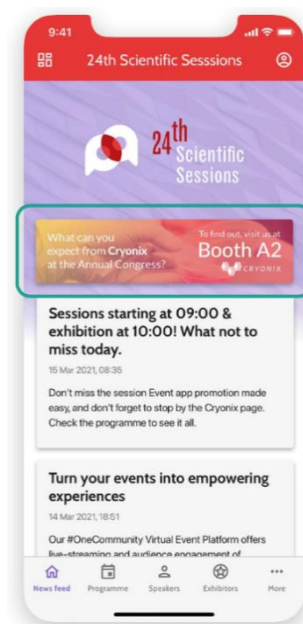 9:41
24th Scientific Sesssions
24th
Scientific
Sessions
What can you
expect from Cryonix
at the Annual Congress?
To find out, visit us at
Booth A2
CRYONIX
Sessions starting at 09:00 &
exhibition at 10:00! What not to
miss today.
15 Mar 2021, 08:35
Don't miss the session Event app promotion made
easy, and don't forget to stop by the Cryonix page.
Check the programme to see it all.
Turn your events into empowering
experiences
14 Mar 2021, 18:51
Our #OneCommunity Virtual Event Platform offers
live-streaming and audience engagement of
News feed
Programme
Speakers
Exhibitors
More